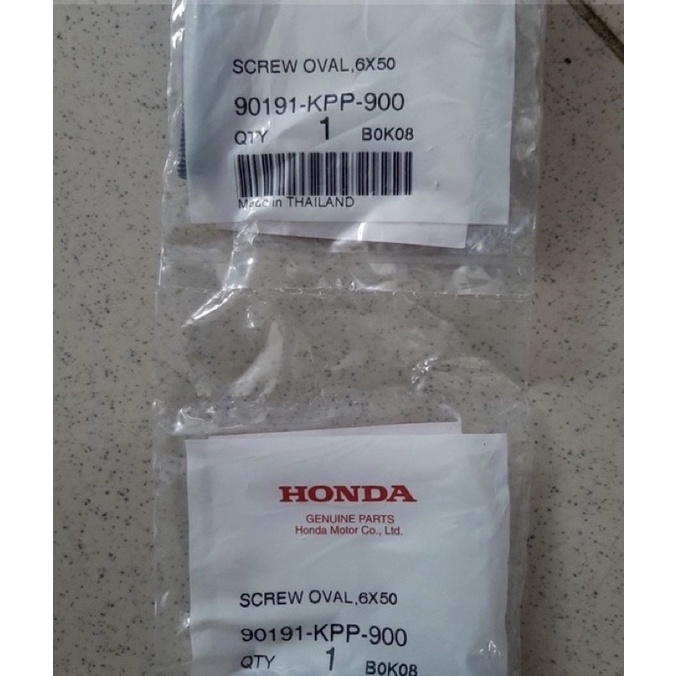 SCREW OVAL,6X50
90191-KPP-900
QTY 1 B0K08
Made in THAILAND
HONDA
GENUINE PARTS
Honda Motor Co., Ltd.
SCREW OVAL,6X50
90191-KPP-900
QTY 1 B0K08